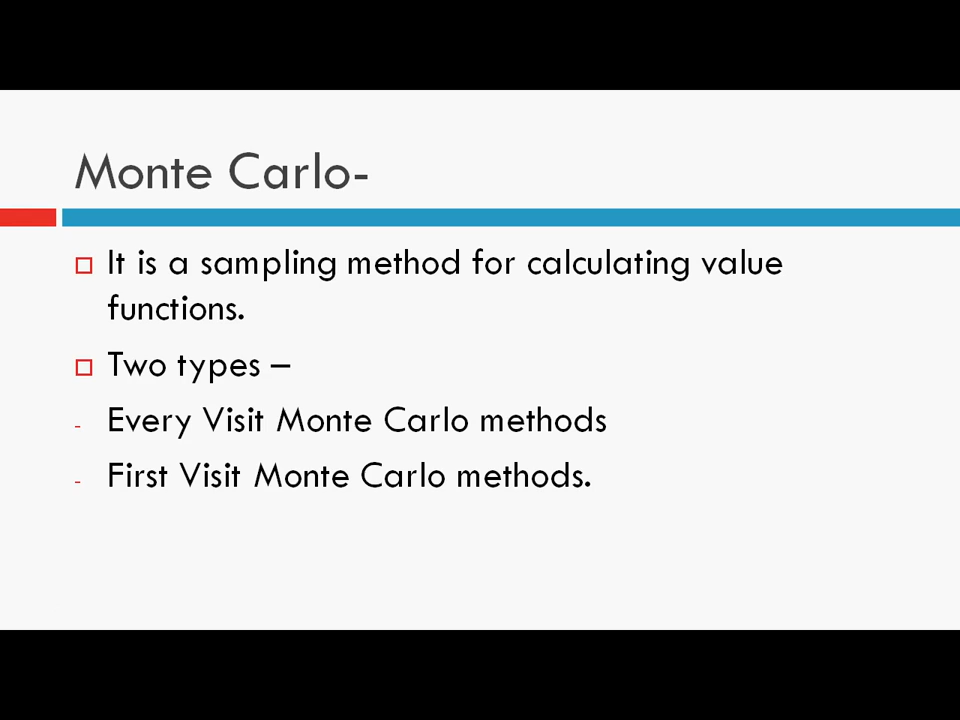 Monte Carlo-
It is a sampling method for calculating value
functions.
Two types –
- Every Visit Monte Carlo methods
- First Visit Monte Carlo methods.